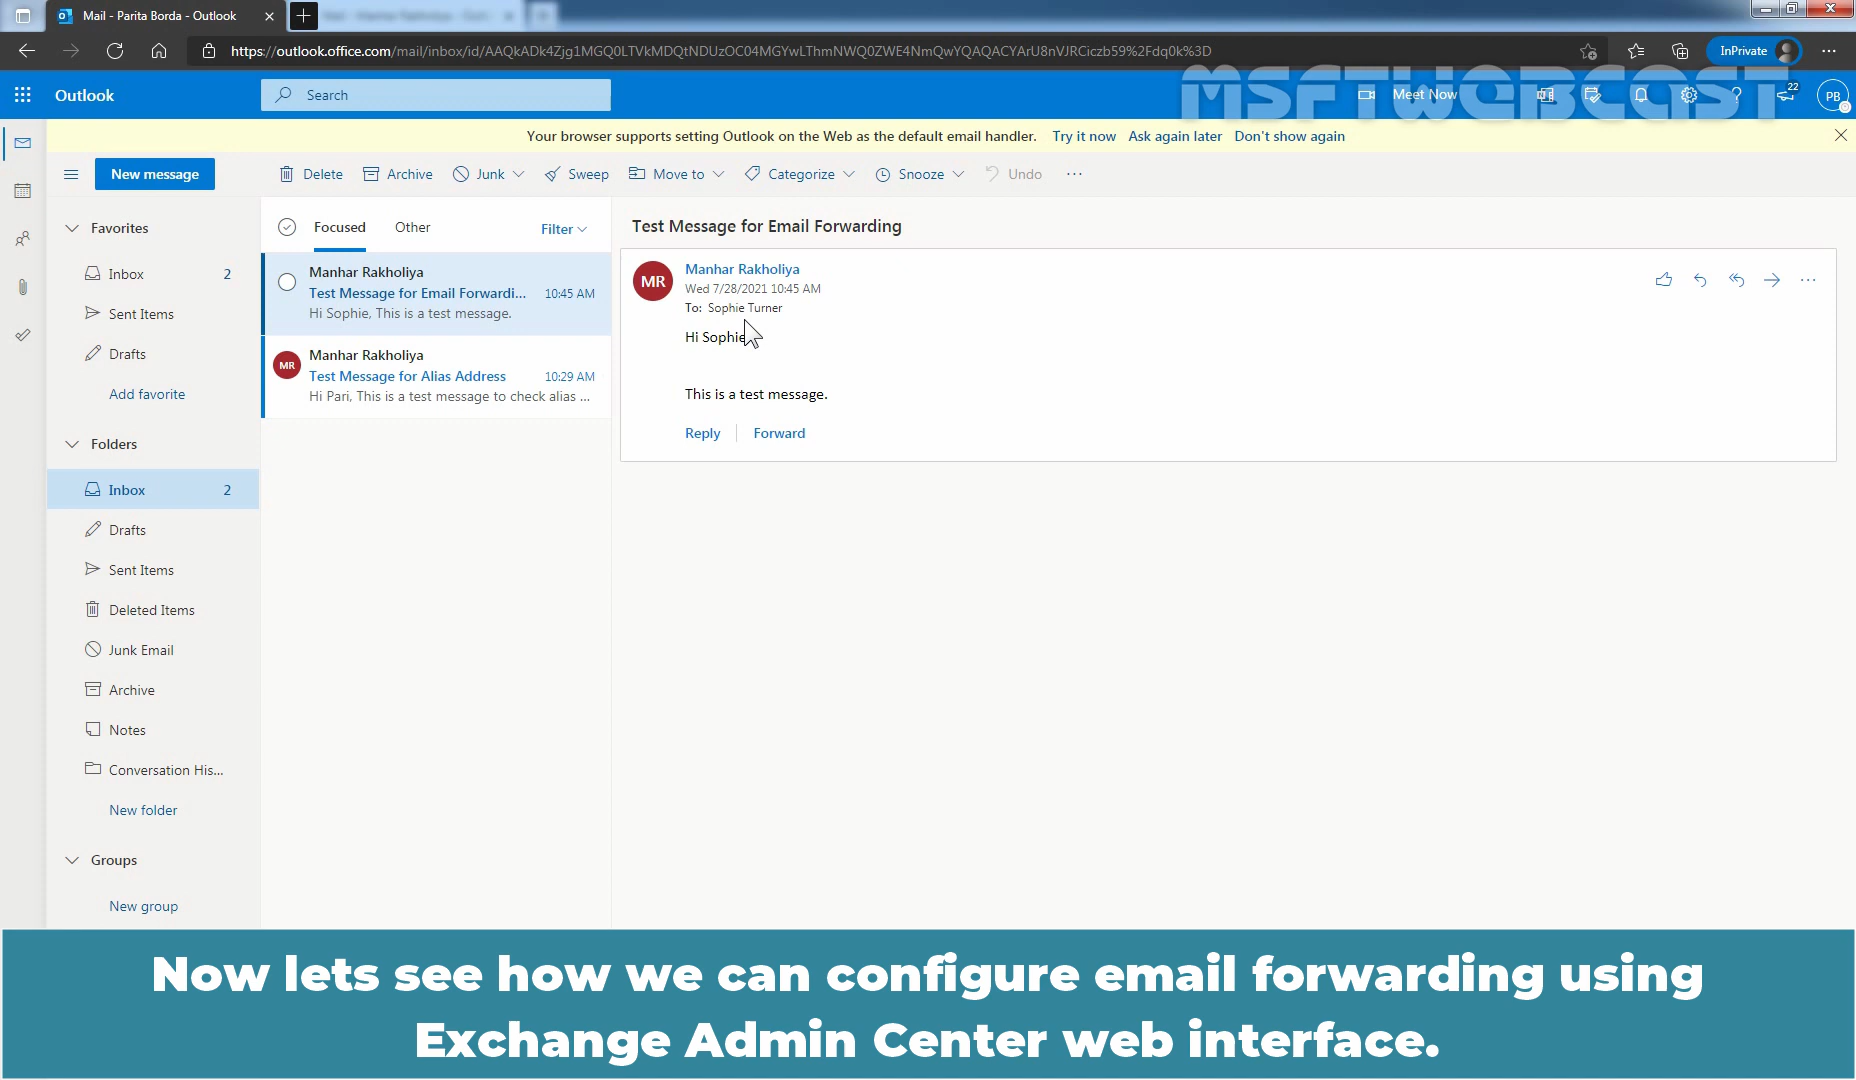 Mail - Parita Borda - Outlook
https://outlook.office.com/mail/inbox/id/AAQkADk4Zjg1MGQ0LTVkMDQtNDUzOC04MGYwLThmNWQ0ZWE4NmQwYQAQACYArU8nVJRCiczb59%2Fdq0k%3D
InPrivate
MSFTWEBCAST
Outlook
Search
Meet Now
22
PB
Your browser supports setting Outlook on the Web as the default email handler. Try it now Ask again later Don't show again
New message
Delete Archive Junk Sweep Move to Categorize Snooze Undo
Favorites
Inbox 2
Sent Items
Drafts
Add favorite
Folders
Inbox 2
Drafts
Sent Items
Deleted Items
Junk Email
Archive
Notes
Conversation His...
New folder
Groups
New group
Focused Other Filter
Manhar Rakholiya
Test Message for Email Forwardi... 10:45 AM
Hi Sophie, This is a test message.
MR
Manhar Rakholiya
Test Message for Alias Address 10:29 AM
Hi Pari, This is a test message to check alias ...
Test Message for Email Forwarding
MR
Manhar Rakholiya
Wed 7/28/2021 10:45 AM
To: Sophie Turner
Hi Sophie
This is a test message.
Reply Forward
Now lets see how we can configure email forwarding using
Exchange Admin Center web interface.